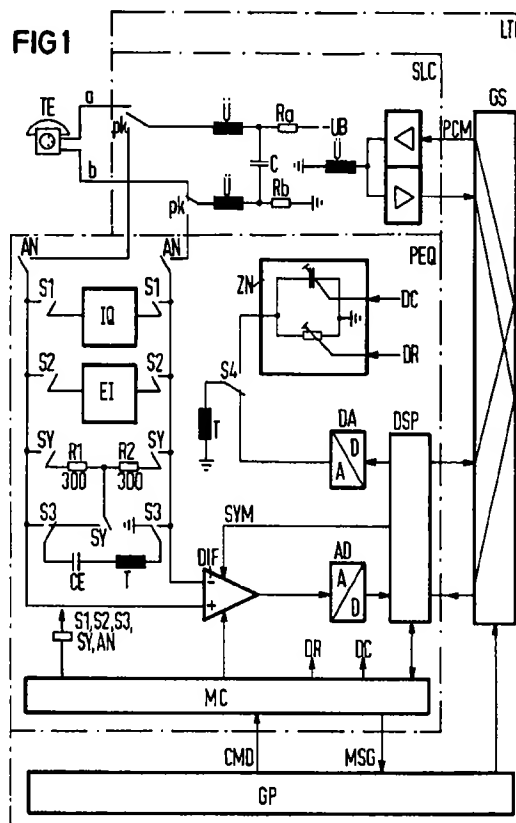 FIG1
LT
SLC
GS
TE
a
pk
Ü
Ra
-UB
Ü
PCM
C
b
pk
Ü
Rb
AN
AN
PEQ
S1
IQ
S1
ZN
DC
DR
S2
EI
S2
S4
DA
DSP
SY
R1
R2
SY
300
300
T
D
A
S3
SY
S3
SYM
CE
T
DIF
-
+
AD
A
D
S1,S2,S3,
SY,AN
DR
DC
MC
CMD
MSG
GP